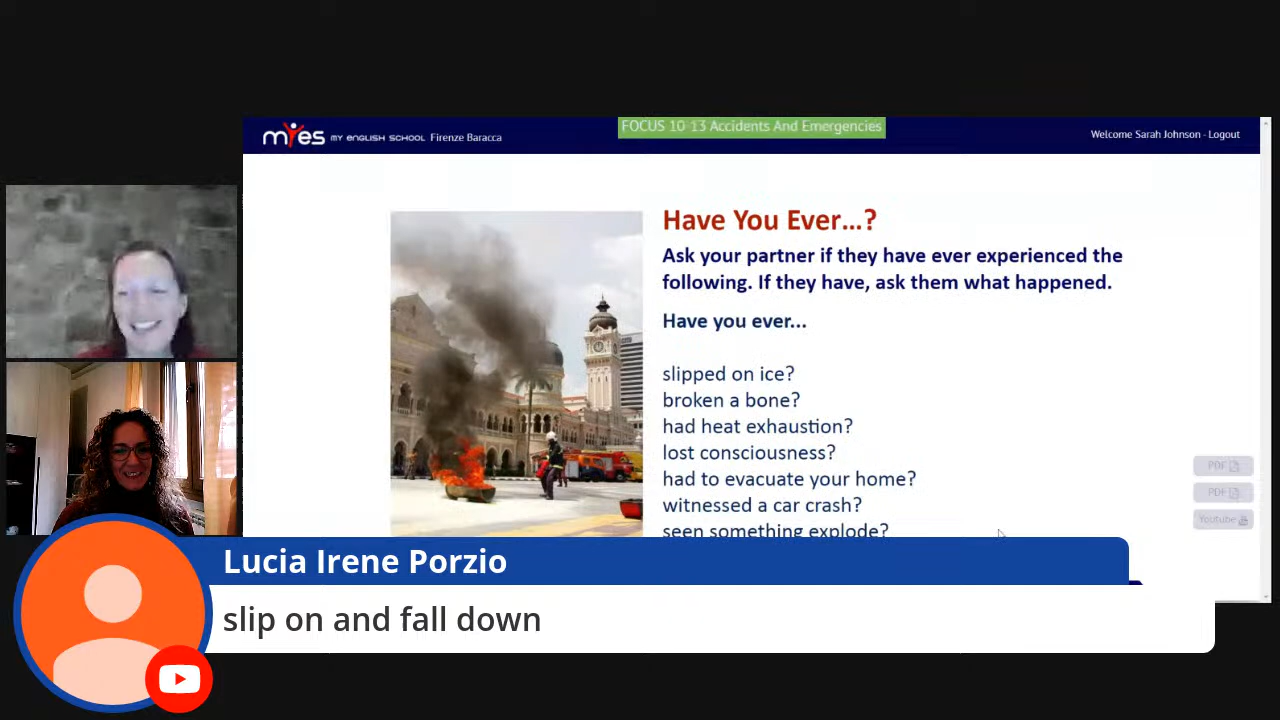 myes MY ENGLISH SCHOOL Firenze Baracca
FOCUS 10-13 Accidents And Emergencies
Welcome Sarah Johnson - Logout
Have You Ever...?
Ask your partner if they have ever experienced the
following. If they have, ask them what happened.
Have you ever...
slipped on ice?
broken a bone?
had heat exhaustion?
lost consciousness?
had to evacuate your home?
witnessed a car crash?
seen something explode?
PDF
PDF
Youtube
Lucia Irene Porzio
slip on and fall down